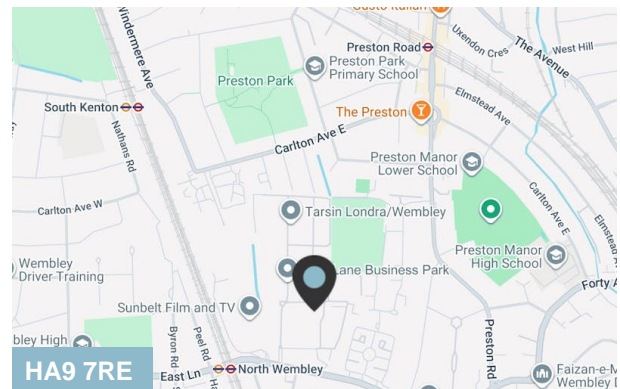 Gusto Italian
Windermere Ave
Preston Road
Uxendon Cres
West Hill
The Avenue
Preston Park
Primary School
Preston Park
South Kenton
The Preston
Elmstead Ave
Nathans Rd
Carlton Ave E
Preston Manor
Lower School
Carlton Ave W
Tarsin Londra/Wembley
Carlton Ave E
Elmstead
Preston Manor
High School
Wembley
Driver Training
Lane Business Park
Forty A
Sunbelt Film and TV
bley High
Byron Rd
Peel Rd
Preston Rd
HA9 7RE
East Ln
North Wembley
Faizan-e-M
Wembley